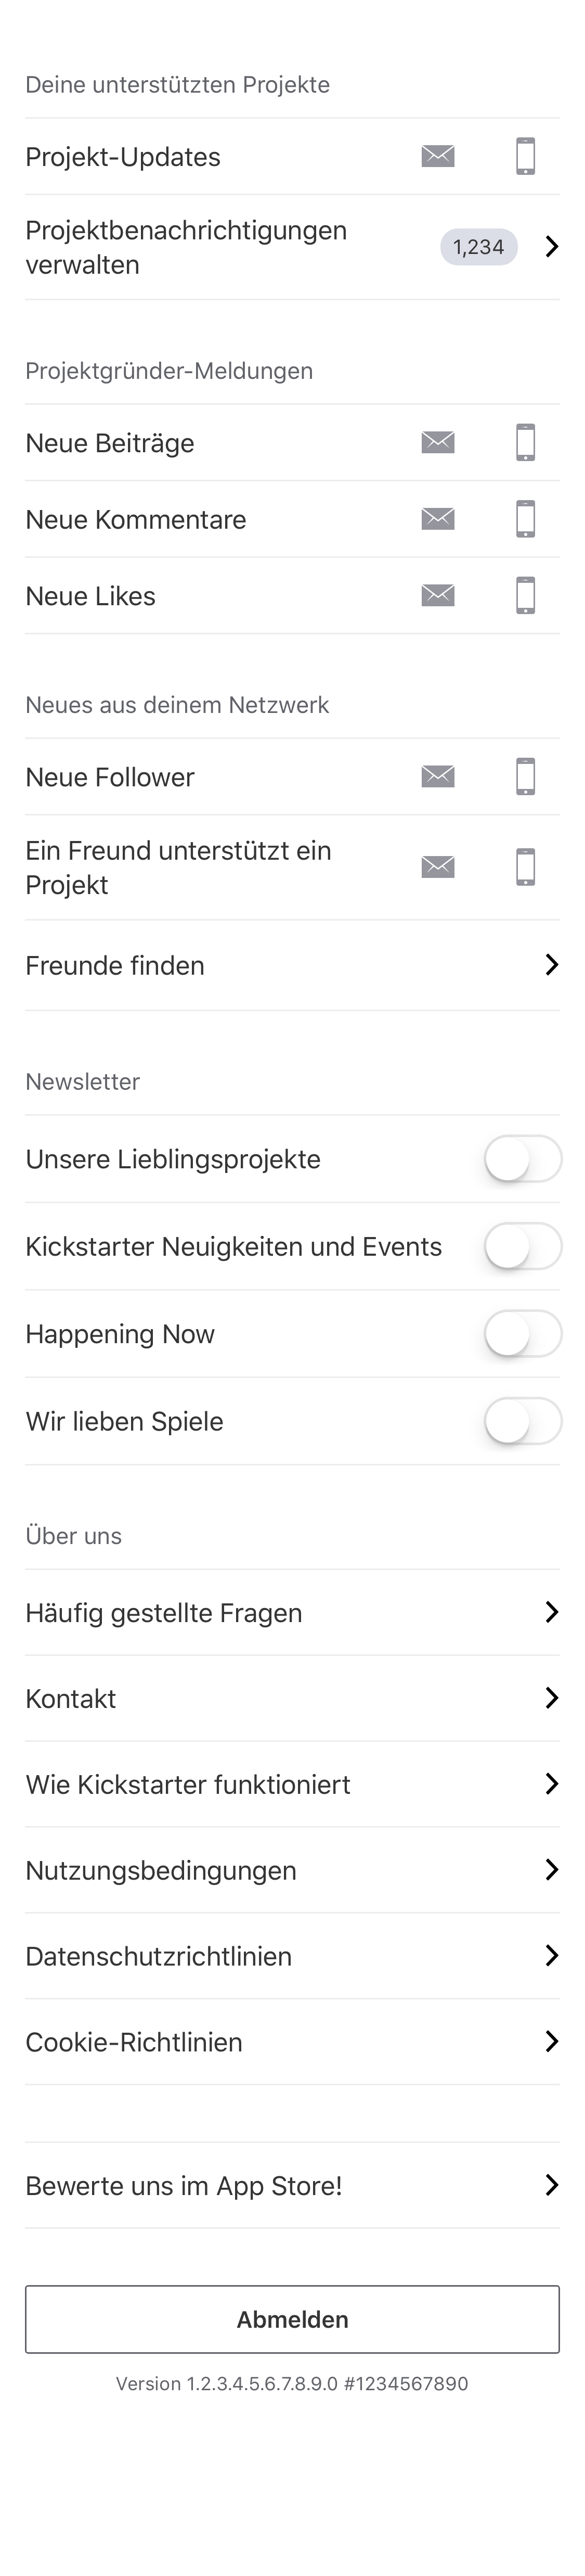 Deine unterstützten Projekte
Projekt-Updates
Projektbenachrichtigungen
verwalten
1,234
Projektgründer-Meldungen
Neue Beiträge
Neue Kommentare
Neue Likes
Neues aus deinem Netzwerk
Neue Follower
Ein Freund unterstützt ein
Projekt
Freunde finden
Newsletter
Unsere Lieblingsprojekte
Kickstarter Neuigkeiten und Events
Happening Now
Wir lieben Spiele
Über uns
Häufig gestellte Fragen
Kontakt
Wie Kickstarter funktioniert
Nutzungsbedingungen
Datenschutzrichtlinien
Cookie-Richtlinien
Bewerte uns im App Store!
Abmelden
Version 1.2.3.4.5.6.7.8.9.0 #1234567890